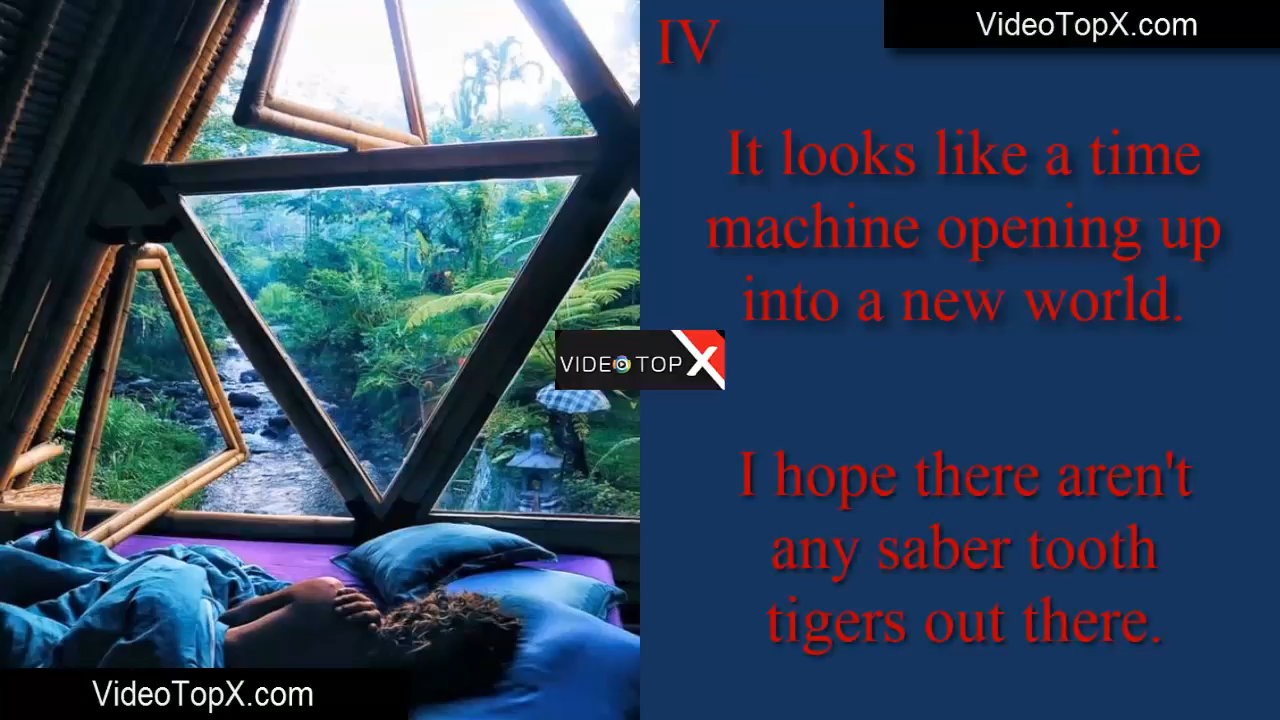 IV
VideoTopX.com
It looks like a time
machine opening up
into a new world.
VIDEO TOP X
I hope there aren't
any saber tooth
tigers out there.
VideoTopX.com